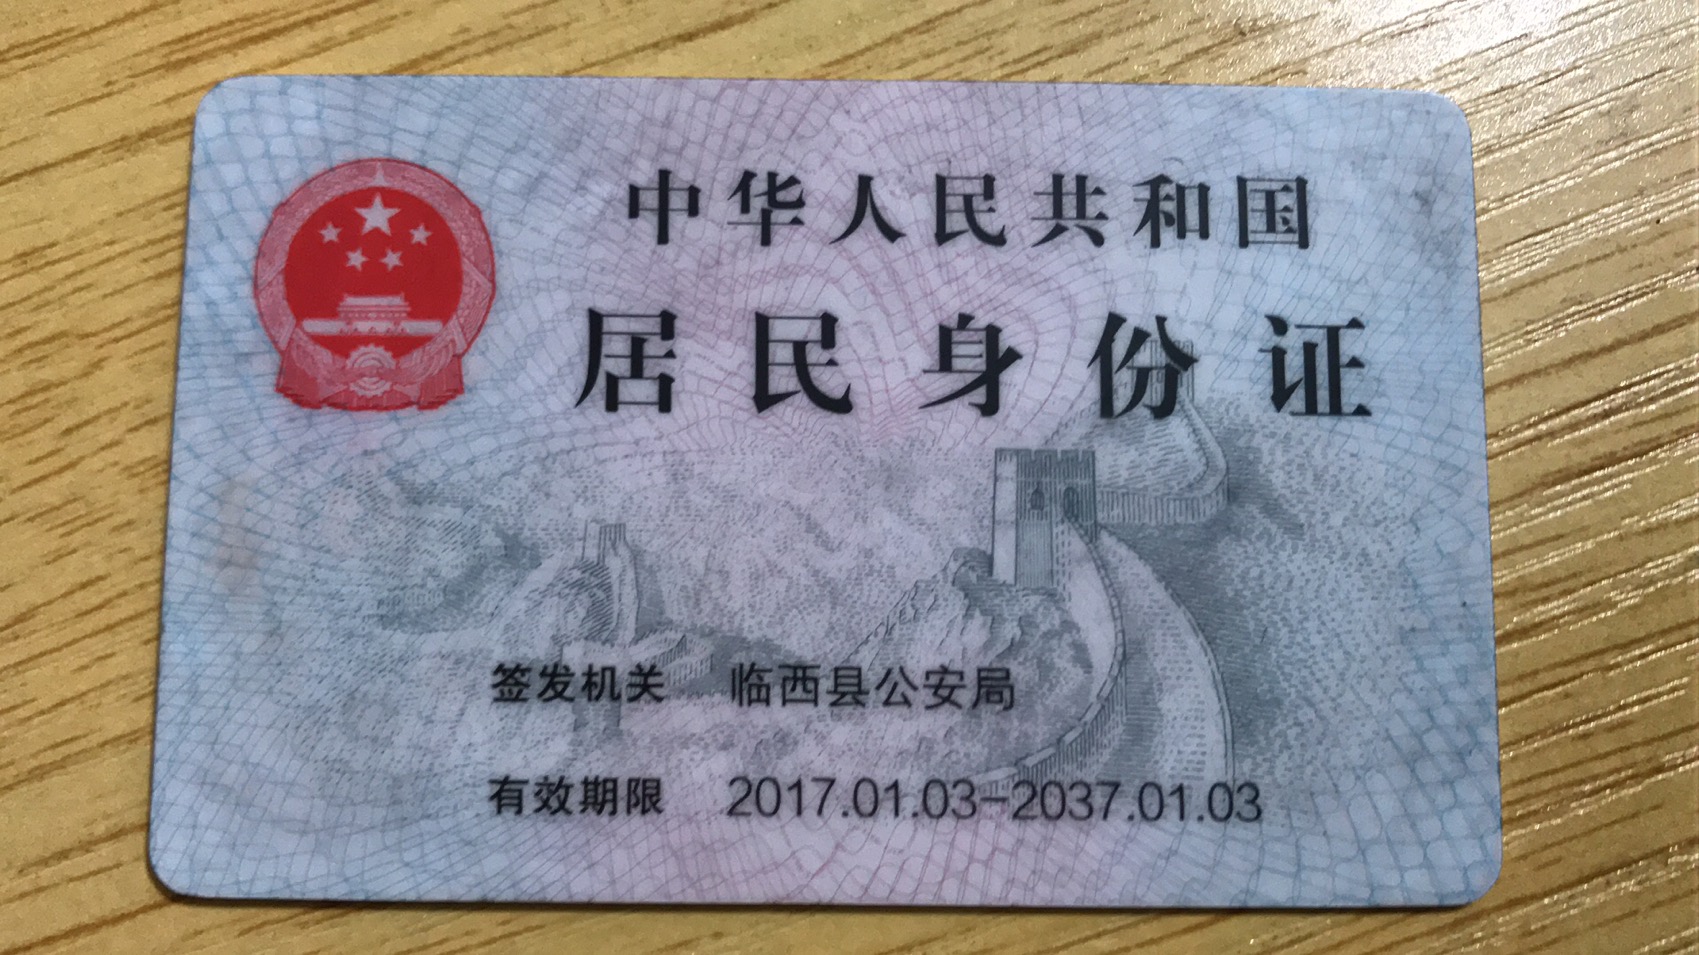 中华人民共和国
居民身份证
签发机关 临西县公安局
有效期限 2017.01.03-2037.01.03